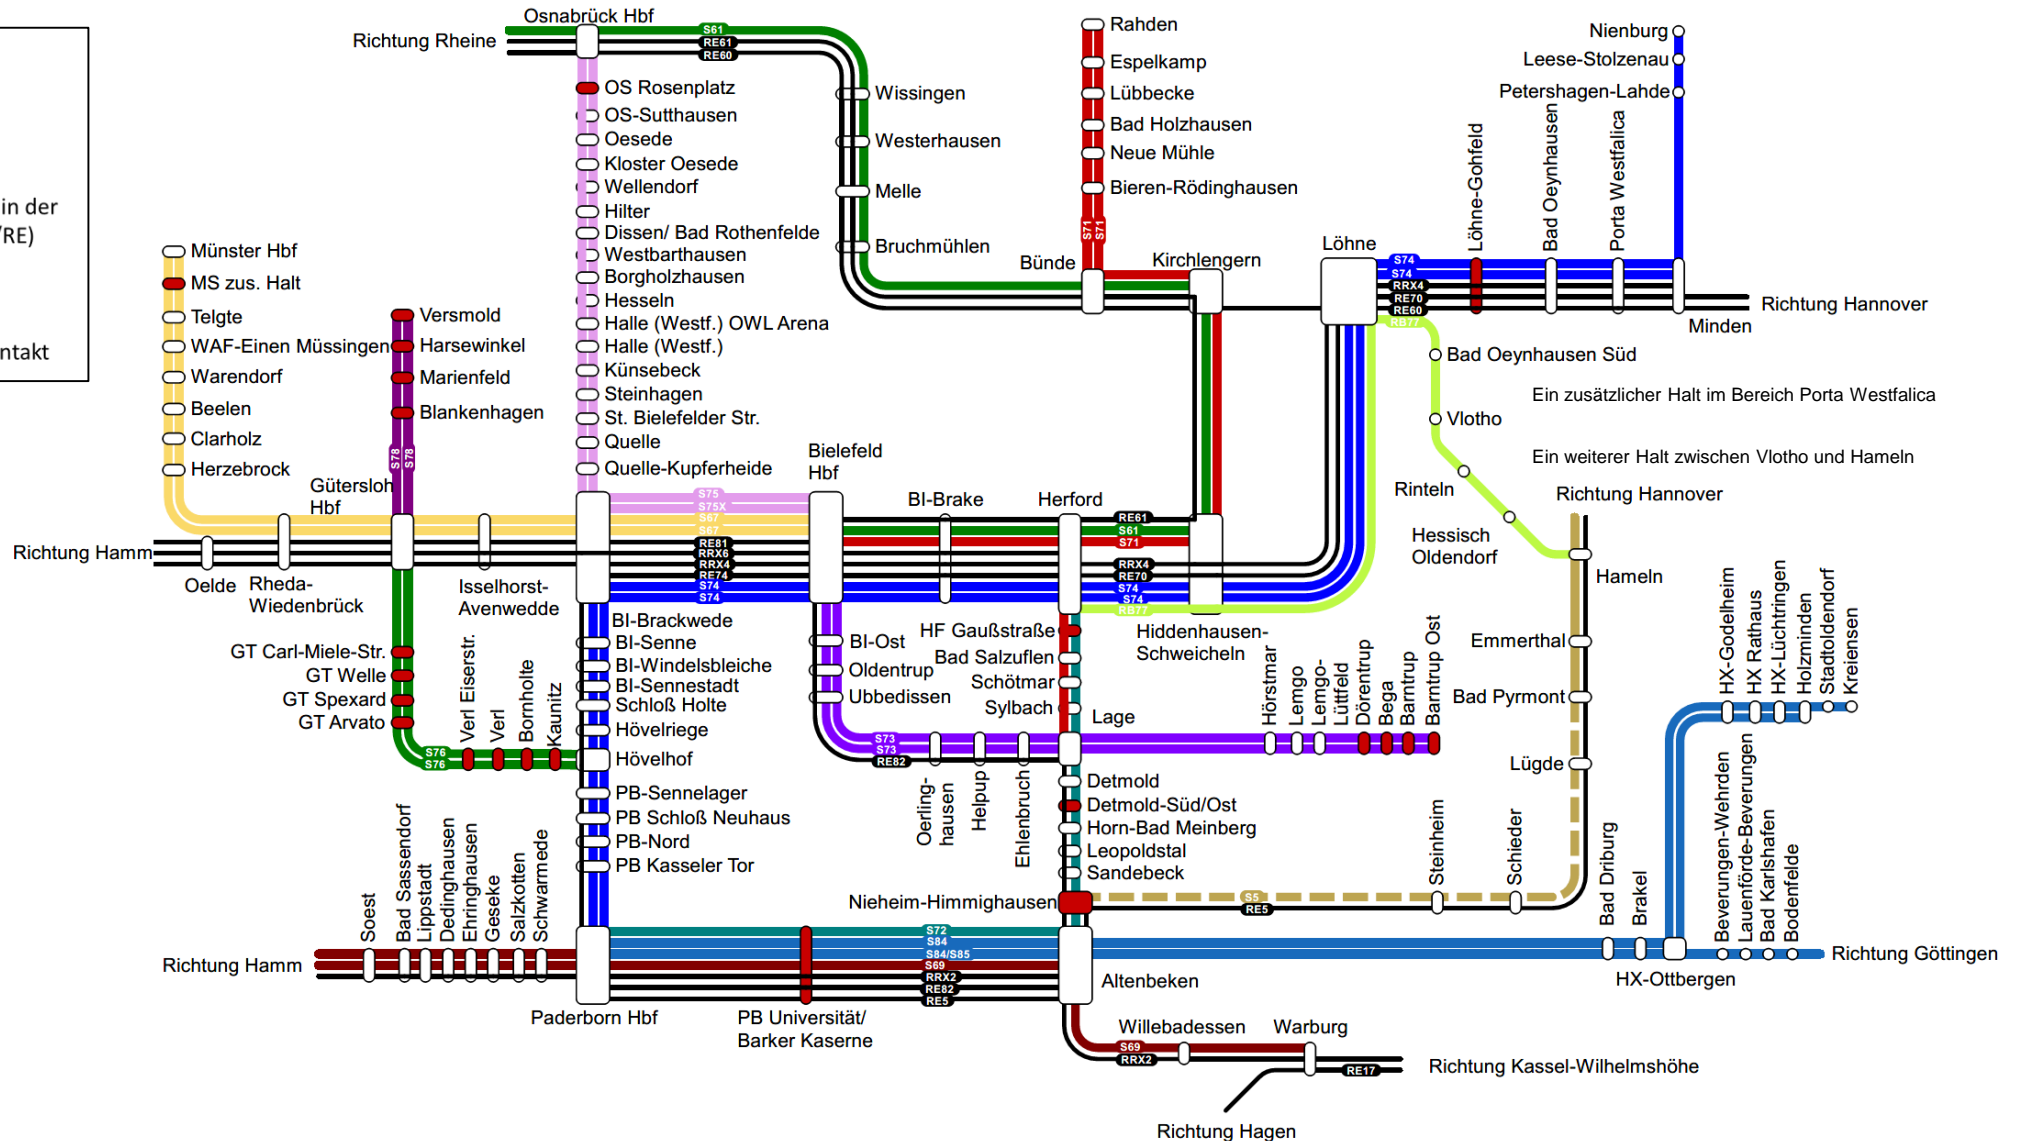 in der
/RE)
ntakt
Osnabrück Hbf
Richtung Rheine
S61
RE61
RE60
OS Rosenplatz
OS-Sutthausen
Oesede
Kloster Oesede
Wellendorf
Hilter
Dissen/ Bad Rothenfelde
Westbarthausen
Borgholzhausen
Hesseln
Halle (Westf.) OWL Arena
Halle (Westf.)
Künsebeck
Steinhagen
St. Bielefelder Str.
Quelle
Quelle-Kupferheide
Wissingen
Westerhausen
Melle
Bruchmühlen
Rahden
Espelkamp
Lübbecke
Bad Holzhausen
Neue Mühle
Bieren-Rödinghausen
S71
S71
Bünde
Kirchlengern
Löhne
S74
S74
RRX4
RE70
RE60
RB77
Löhne-Gohfeld
Bad Oeynhausen
Porta Westfalica
Nienburg
Leese-Stolzenau
Petershagen-Lahde
Richtung Hannover
Minden
Bad Oeynhausen Süd
Ein zusätzlicher Halt im Bereich Porta Westfalica
Vlotho
Ein weiterer Halt zwischen Vlotho und Hameln
Rinteln
Richtung Hannover
Hessisch
Oldendorf
Hameln
Emmerthal
Bad Pyrmont
Lügde
Münster Hbf
MS zus. Halt
Telgte
WAF-Einen Müssingen
Warendorf
Beelen
Clarholz
Herzebrock
Versmold
Harsewinkel
Marienfeld
Blankenhagen
S78
S78
Gütersloh
Hbf
Richtung Hamm
Oelde
Rheda-
Wiedenbrück
Isselhorst-
Avenwedde
S75
S75X
S67
S67
RE81
RRX6
RRX4
RE74
S74
S74
Bielefeld
Hbf
BI-Brake
Herford
RE61
S61
S71
RRX4
RE70
S74
S74
RB77
Hiddenhausen-
Schweicheln
BI-Brackwede
BI-Senne
BI-Windelsbleiche
BI-Sennestadt
Schloß Holte
Hövelriege
Hövelhof
PB-Sennelager
PB Schloß Neuhaus
PB-Nord
PB Kasseler Tor
GT Carl-Miele-Str.
GT Welle
GT Spexard
GT Arvato
S76
S76
Verl Eiserstr.
Verl
Bornholte
Kaunitz
BI-Ost
Oldentrup
Ubbedissen
S73
S73
RE82
Oerling-
hausen
Helpup
Ehlenbruch
HF Gaußstraße
Bad Salzuflen
Schötmar
Sylbach
Lage
Hörstmar
Lemgo
Lemgo-
Lüttfeld
Dörentrup
Bega
Barntrup
Barntrup Ost
Detmold
Detmold-Süd/Ost
Horn-Bad Meinberg
Leopoldstal
Sandebeck
Nieheim-Himmighausen
S5
RE5
Steinheim
Schieder
Bad Driburg
Brakel
HX-Godelheim
HX Rathaus
HX-Lüchtringen
Holzminden
Stadtoldendorf
Kreiensen
Beverungen-Wehrden
Lauenförde-Beverungen
Bad Karlshafen
Bodenfelde
Richtung Göttingen
HX-Ottbergen
Soest
Bad Sassendorf
Lippstadt
Dedinghausen
Ehringhausen
Geseke
Salzkotten
Schwarmede
Richtung Hamm
S72
S84
S84/S85
S69
RRX2
RE82
RE5
Altenbeken
Paderborn Hbf
PB Universität/
Barker Kaserne
Willebadessen
Warburg
S69
RRX2
RE17
Richtung Kassel-Wilhelmshöhe
Richtung Hagen